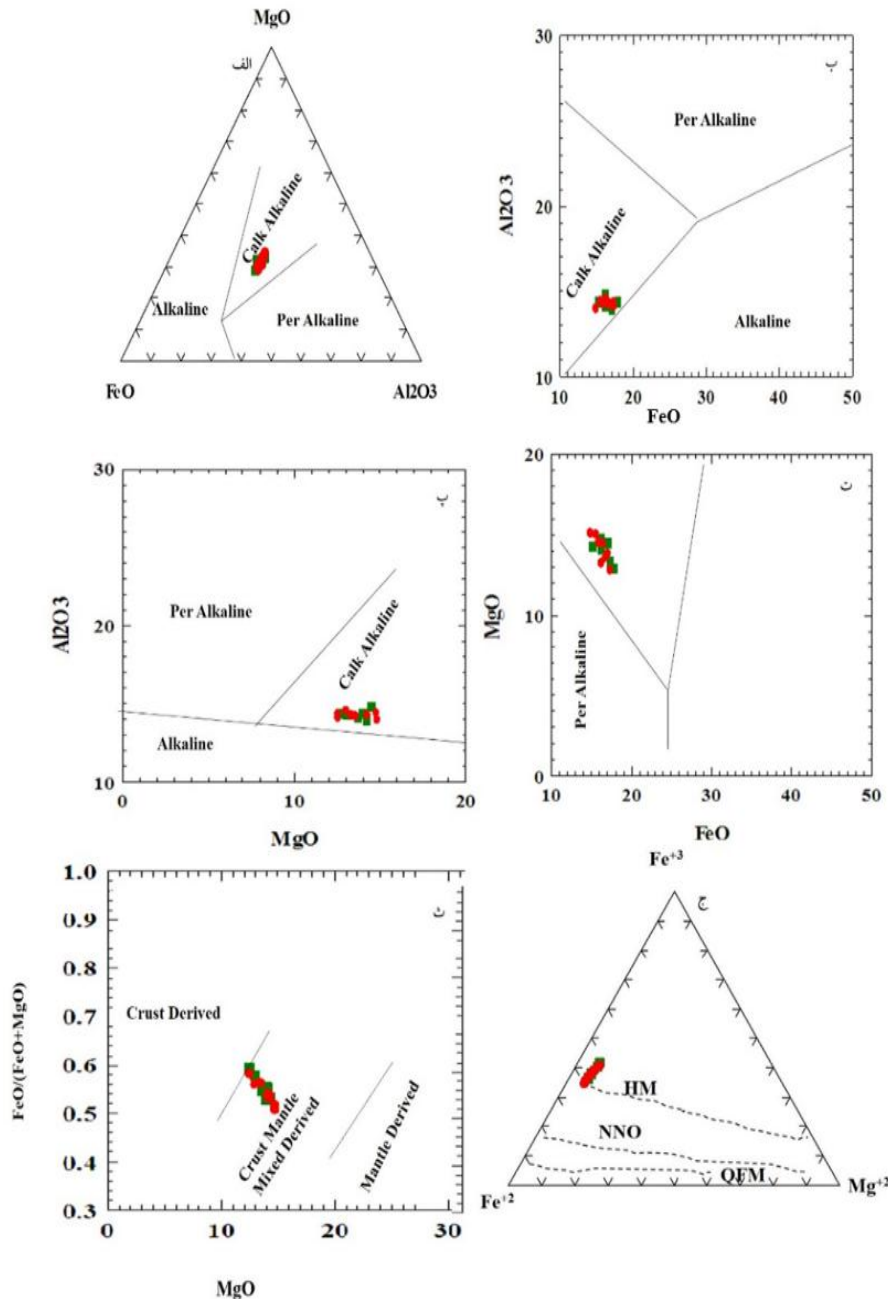 MgO
الف
Calk Alkaline
Alkaline
Per Alkaline
FeO
Al2O3
30
Per Alkaline
Al2O 3
20
Calk Alkaline
Alkaline
10
10
20
30
40
50
FeO
30
Al2O3
Per Alkaline
20
Calk Alkaline
Alkaline
10
0
10
20
MgO
20
MgO
10
Per Alkaline
0
10
20
30
40
50
FeO
1.0
0.9
0.8
FeO/(FeO+MgO)
Crust Derived
0.7
0.6
0.5
Crust Mantle
Mixed Derived
Mantle Derived
0.4
0.3
0
10
20
30
MgO
Fe+3
ج
HM
NNO
QFM
Fe+2
Mg+2